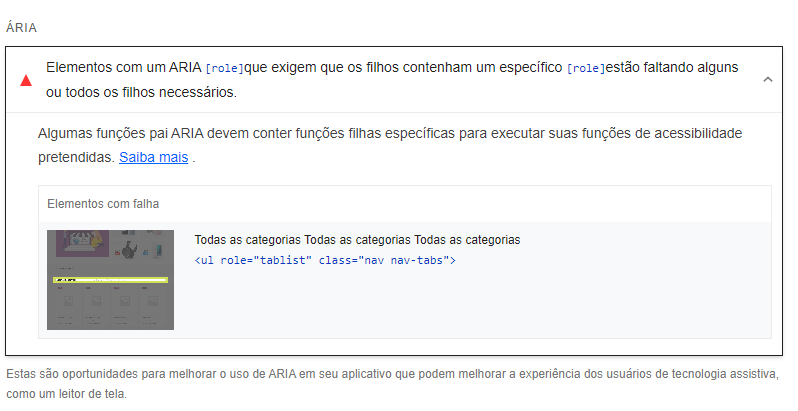 ÁRIA
Elementos com um ARIA [role]que exigem que os filhos contenham um específico [role]estão faltando alguns
ou todos os filhos necessários.
Algumas funções pai ARIA devem conter funções filhas específicas para executar suas funções de acessibilidade
pretendidas. Saiba mais .
Elementos com falha
Todas as categorias Todas as categorias Todas as categorias
<ul role="tablist" class="nav nav-tabs">
Estas são oportunidades para melhorar o uso de ARIA em seu aplicativo que podem melhorar a experiência dos usuários de tecnologia assistiva,
como um leitor de tela.